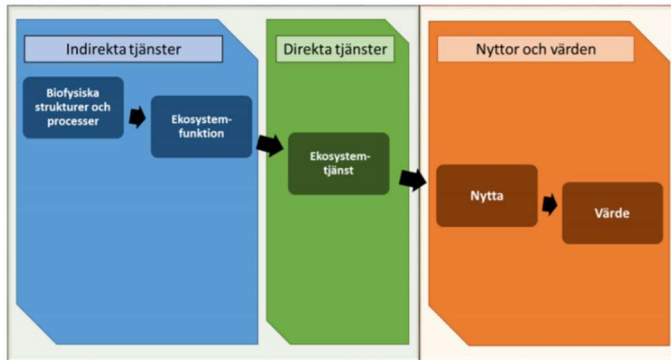 Indirekta tjänster
Direkta tjänster
Nyttor och värden
Biofysiska
strukturer och
processer
Ekosystem-
funktion
Ekosystem-
tjänst
Nytta
Värde